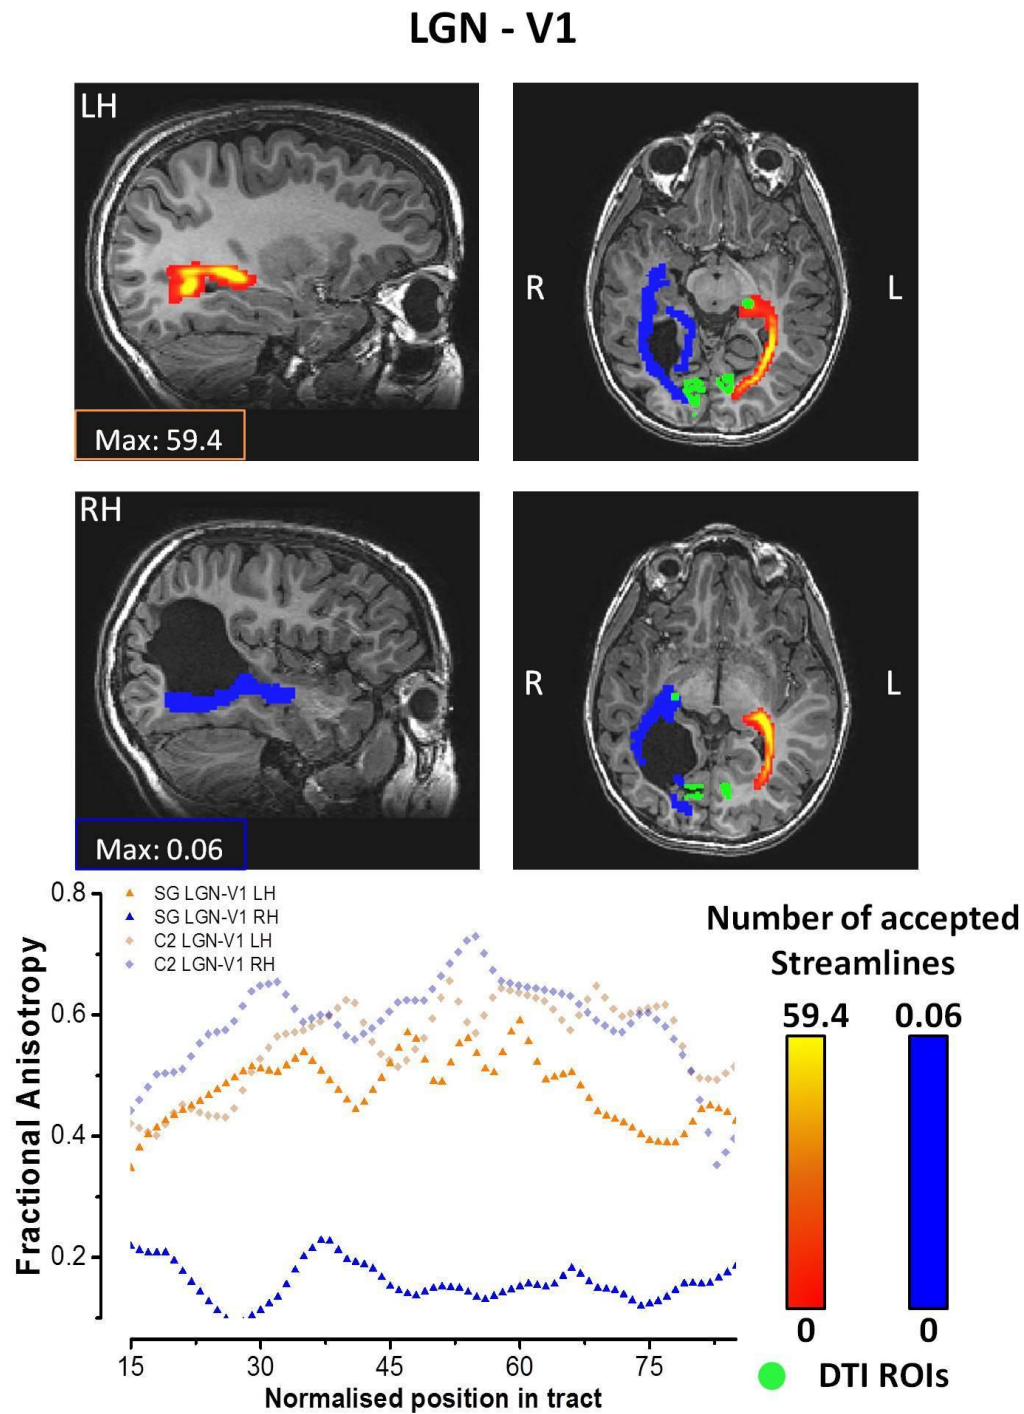 LGN - V1
LH
R
L
Max: 59.4
RH
R
L
Max: 0.06
0.8
0.6
0.4
0.2
Fractional Anisotropy
SG LGN-V1 LH
SG LGN-V1 RH
C2 LGN-V1 LH
C2 LGN-V1 RH
15
30
45
60
75
Normalised position in tract
Number of accepted
Streamlines
59.4
0.06
0
0
DTI ROIs